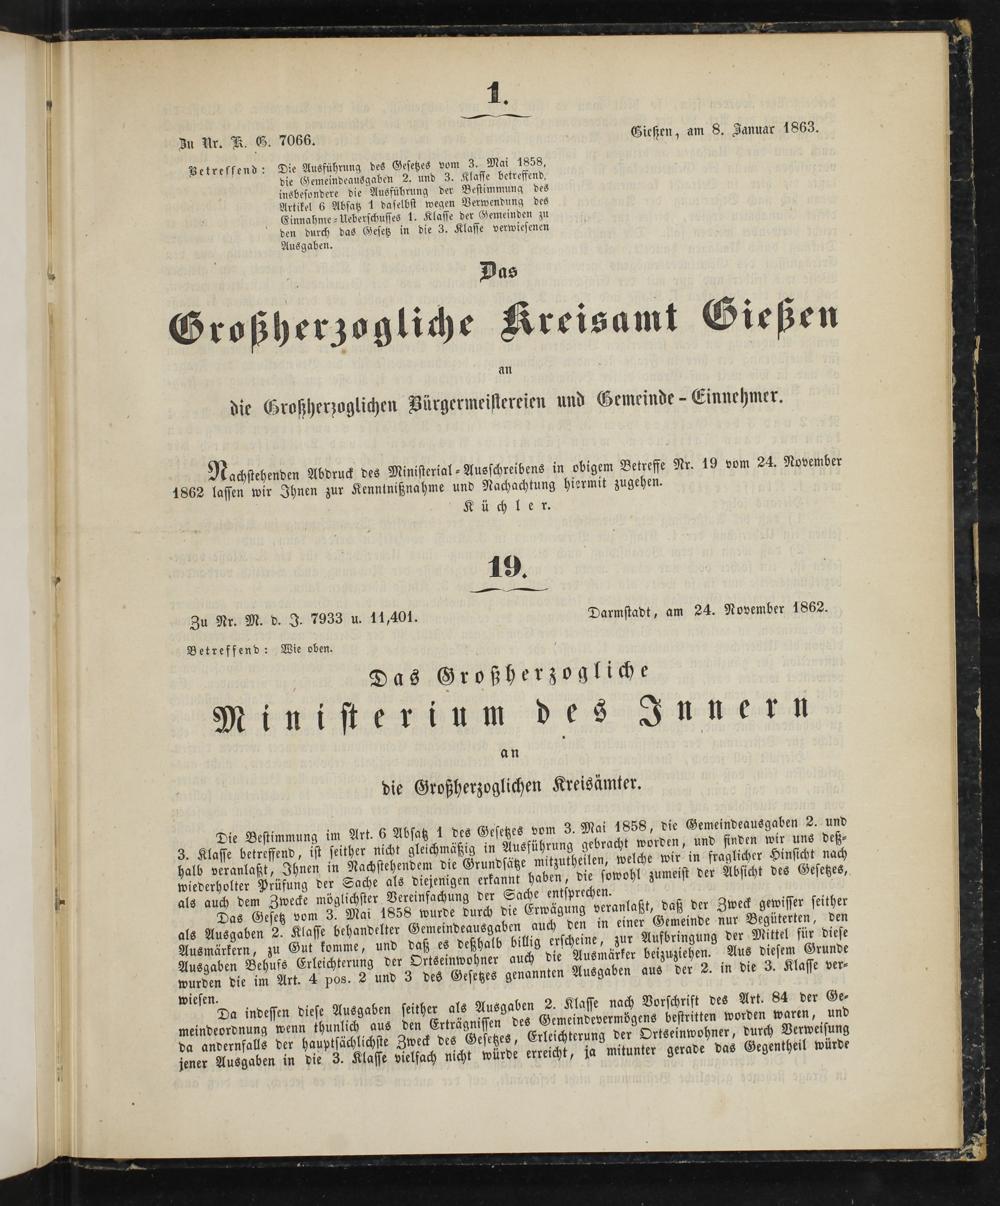 1.
Zu Nr. K. G. 7066.
Gießen, am 8. Januar 1863.
Betreffend: Die Ausführung des Gesetzes vom 3. Mai 1858,
die Gemeindeausgaben 2. und 3. Klasse betreffend,
insbesondere die Ausführung der Bestimmung des
Artikel 6 Absatz 1 daselbst wegen Verwendung des
Einnahme-Ueberschusses 1. Klasse der Gemeinden zu
den durch das Gesetz in die 3. Klasse verwiesenen
Ausgaben.
Das
Großherzogliche Kreisamt Gießen
an
die Großherzoglichen Bürgermeistereien und Gemeinde-Einnehmer.
Nachstehenden Abdruck des Ministerial-Ausschreibens in obigem Betreffe Nr. 19 vom 24. November
1862 lassen wir Ihnen zur Kenntnißnahme und Nachachtung hiermit zugehen.
Küchler.
19.
Zu Nr. M. d. J. 7933 u. 11,401.
Darmstadt, am 24. November 1862.
Betreffend: Wie oben.
Das Großherzogliche
Ministerium des Innern
an
die Großherzoglichen Kreisämter.
Die Bestimmung im Art. 6 Absatz 1 des Gesetzes vom 3. Mai 1858, die Gemeindeausgaben 2. und
3. Klasse betreffend, ist seither nicht gleichmäßig in Ausführung gebracht worden, und finden wir uns deß-
halb veranlaßt, Ihnen in Nachstehendem die Grundsätze mitzutheilen, welche wir in fraglicher Hinsicht nach
wiederholter Prüfung der Sache als diejenigen erkannt haben, die sowohl zumeist der Absicht des Gesetzes,
als auch dem Zwecke möglichster Vereinfachung der Sache entsprechen.
Das Gesetz vom 3. Mai 1858 wurde durch die Erwägung veranlaßt, daß der Zweck gewisser seither
als Ausgaben 2. Klasse behandelter Gemeindeausgaben auch den in einer Gemeinde nur Begüterten, den
Ausmärkern, zu Gut komme, und daß es deßhalb billig erscheine, zur Aufbringung der Mittel für diese
Ausgaben Behufs Erleichterung der Ortseinwohner auch die Ausmärker beizuziehen. Aus diesem Grunde
wurden die im Art. 4 pos. 2 und 3 des Gesetzes genannten Ausgaben aus der 2. in die 3. Klasse ver-
wiesen.
Da indessen diese Ausgaben seither als Ausgaben 2. Klasse nach Vorschrift des Art. 84 der Ge-
meindeordnung wenn thunlich aus den Erträgnissen des Gemeindevermögens bestritten worden waren, und
da andernfalls der hauptsächlichste Zweck des Gesetzes, Erleichterung der Ortseinwohner, durch Verweisung
jener Ausgaben in die 3. Klasse vielfach nicht würde erreicht, ja mitunter gerade das Gegentheil würde